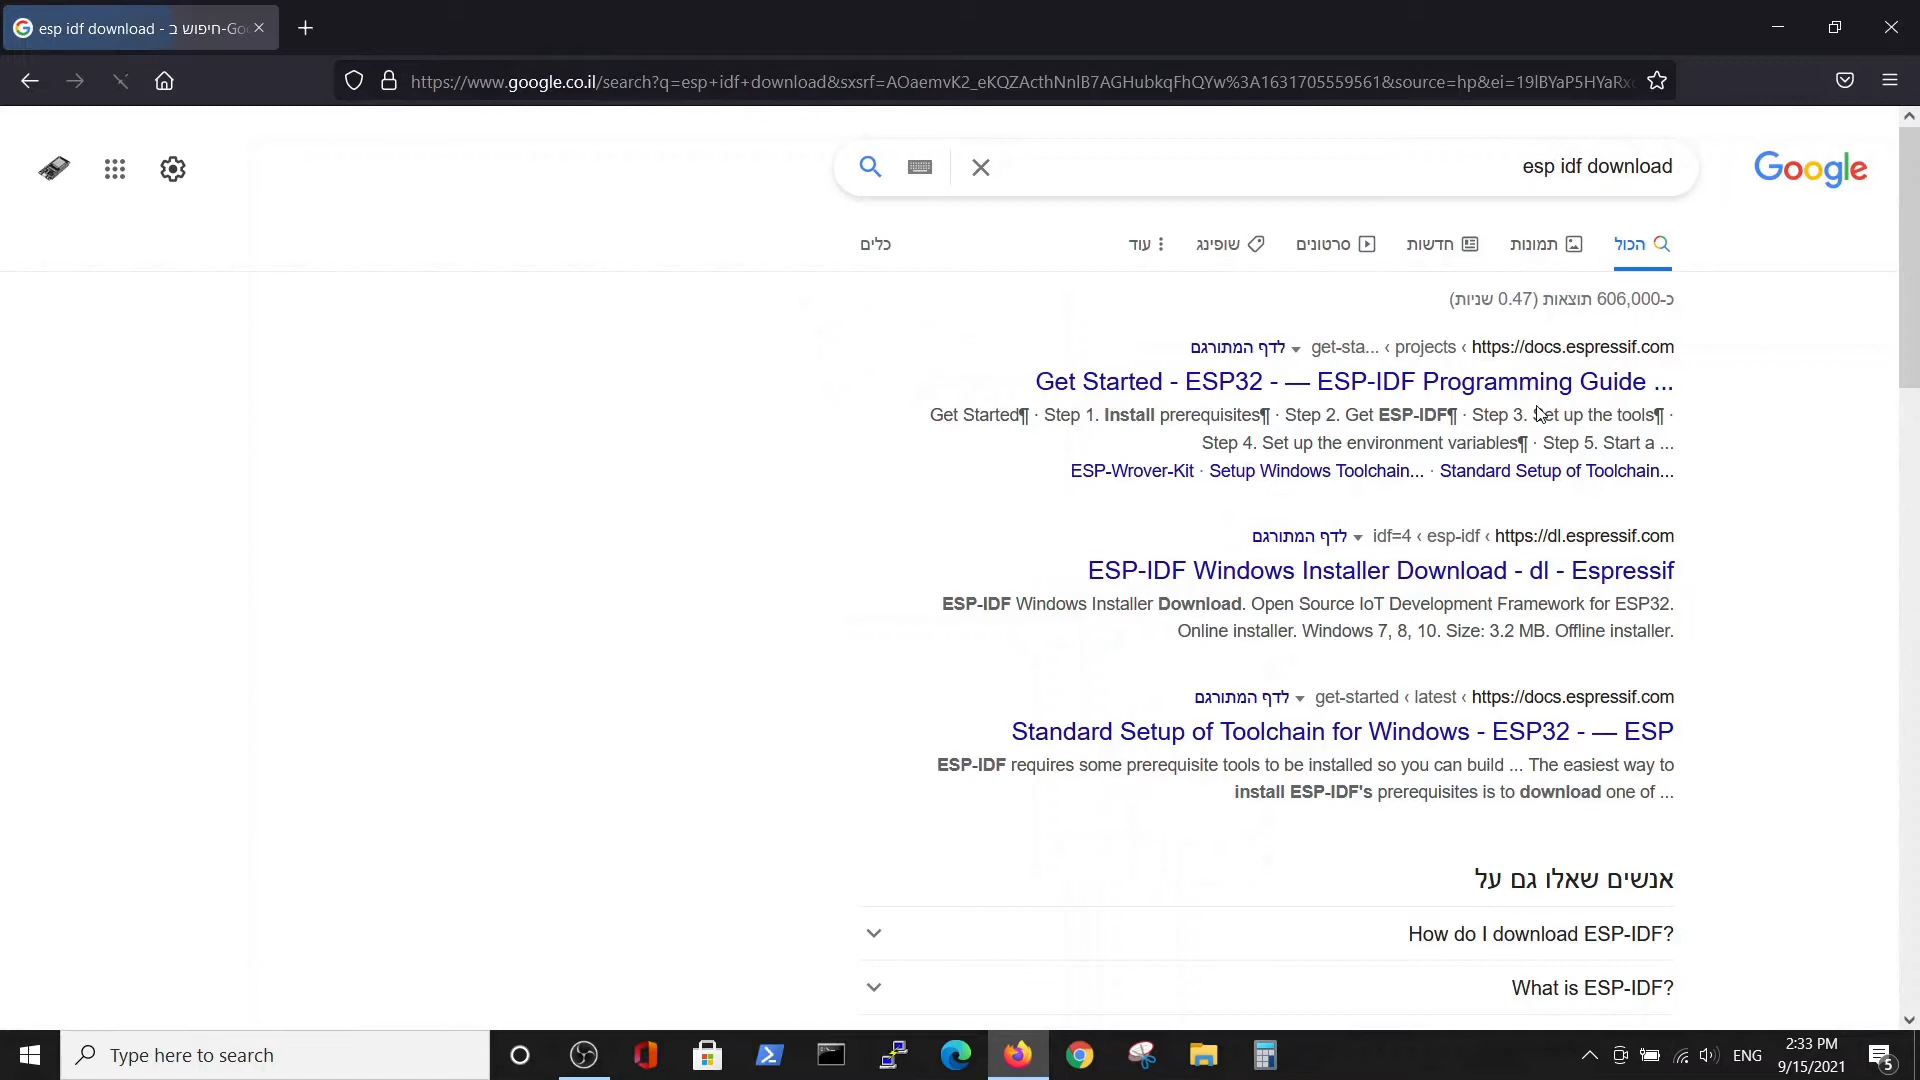 esp idf download - חיפוש ב-Goo
https://www.google.co.il/search?q=esp+idf+download&sxsrf=AOaemvK2_eKQZActhNnlB7AGHubkqFhQYw%3A1631705559561&source=hp&ei=19lBYaP5HYaRx
esp idf download
Google
הכול
תמונות
חדשות
סרטונים
שופינג
עוד
כלים
כ-606,000 תוצאות (0.47 שניות)
https://docs.espressif.com › projects › get-sta... לדף המתורגם
Get Started - ESP32 - — ESP-IDF Programming Guide ...
Get Started¶ · Step 1. Install prerequisites¶ · Step 2. Get ESP-IDF¶ · Step 3. Set up the tools¶ ·
Step 4. Set up the environment variables¶ · Step 5. Start a ...
ESP-Wrover-Kit · Setup Windows Toolchain... · Standard Setup of Toolchain...
https://dl.espressif.com › esp-idf › idf=4 לדף המתורגם
ESP-IDF Windows Installer Download - dl - Espressif
ESP-IDF Windows Installer Download. Open Source IoT Development Framework for ESP32.
Online installer. Windows 7, 8, 10. Size: 3.2 MB. Offline installer.
https://docs.espressif.com › latest › get-started לדף המתורגם
Standard Setup of Toolchain for Windows - ESP32 - — ESP
ESP-IDF requires some prerequisite tools to be installed so you can build ... The easiest way to
install ESP-IDF's prerequisites is to download one of ...
אנשים שאלו גם על
How do I download ESP-IDF?
What is ESP-IDF?
Type here to search
ENG
2:33 PM
9/15/2021
5